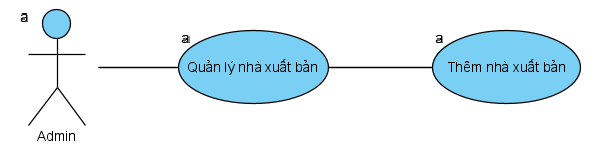 a
a
a
Quản lý nhà xuất bản
Thêm nhà xuất bản
Admin